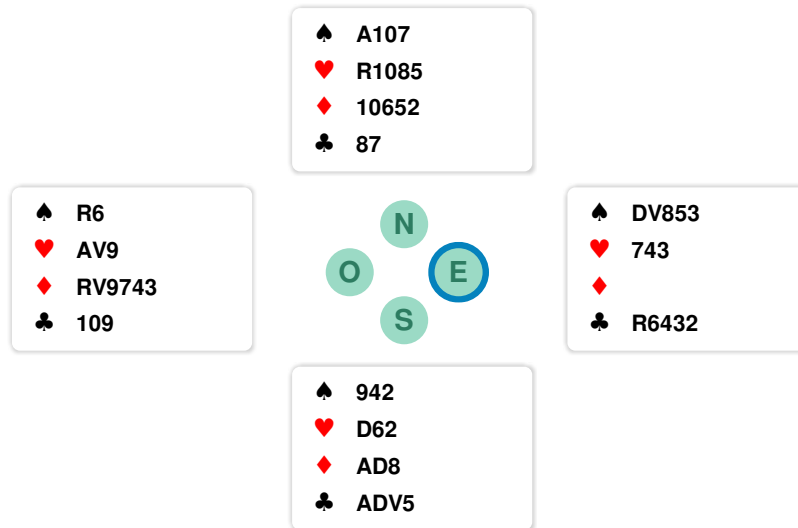 ♠ A107
♥ R1085
♦ 10652
♣ 87
♠ R6
♥ AV9
♦ RV9743
♣ 109
N
O E
S
♠ DV853
♥ 743
♦
♣ R6432
♠ 942
♥ D62
♦ AD8
♣ ADV5